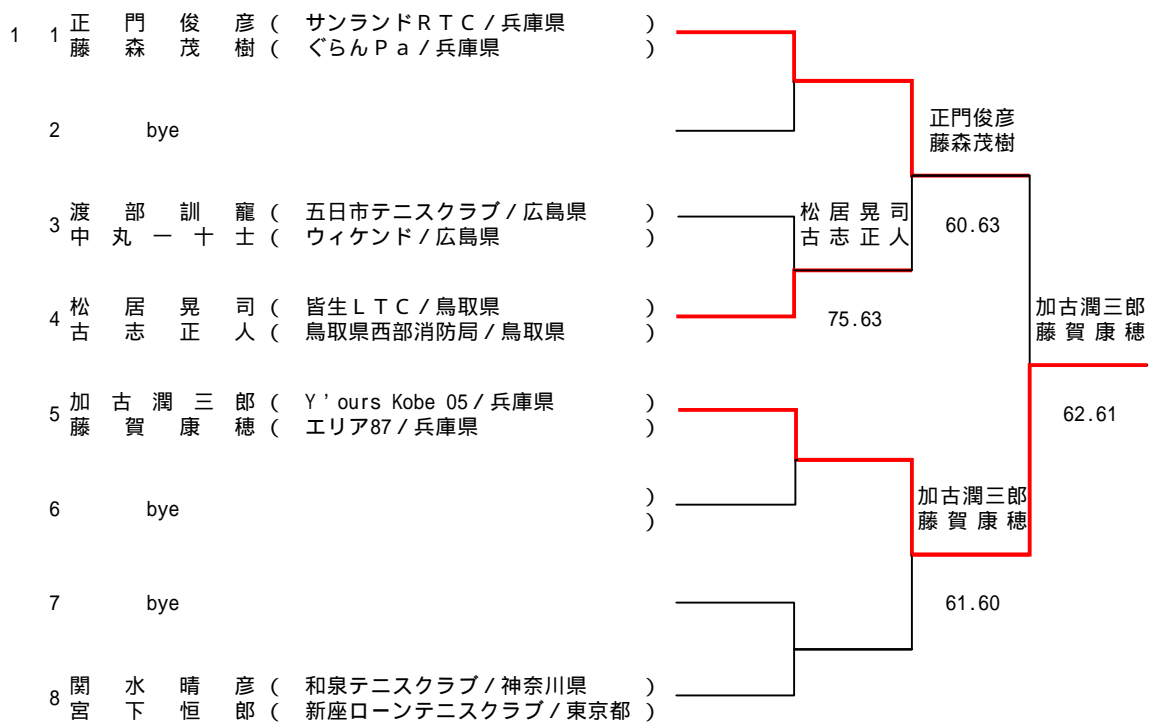 1 1 正門俊彦 ( サンランドRTC/兵庫県 )
藤森茂樹 ( ぐらんPa/兵庫県 )
2 bye
正門俊彦
藤森茂樹
3 渡部訓寵 ( 五日市テニスクラブ/広島県 )
中丸一十士 ( ウィケンド/広島県 )
松居晃司
古志正人
60.63
4 松居晃司 ( 皆生LTC/鳥取県 )
古志正人 ( 鳥取県西部消防局/鳥取県 )
75.63
加古潤三郎
藤賀康穂
5 加古潤三郎 ( Y'ours Kobe 05/兵庫県 )
藤賀康穂 ( エリア87/兵庫県 )
62.61
6 bye )
)
加古潤三郎
藤賀康穂
7 bye
61.60
8 関水晴彦 ( 和泉テニスクラブ/神奈川県 )
宮下恒郎 ( 新座ローンテニスクラブ/東京都 )